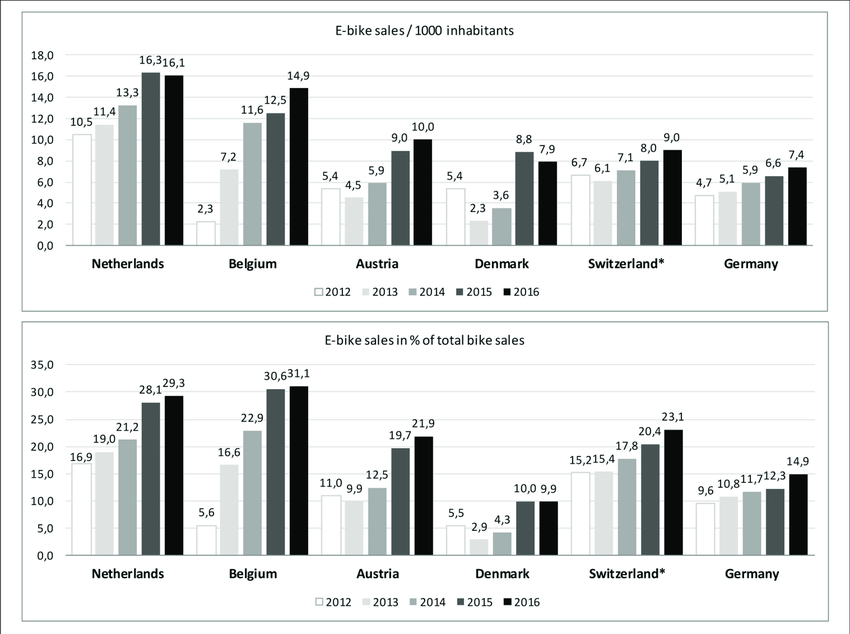 E-bike sales / 1000 inhabitants
18,0
16,0
14,0
12,0
10,0
8,0
6,0
4,0
2,0
0,0
10,5 11,4 13,3 16,3 16,1
2,3 7,2 11,6 12,5 14,9
5,4 4,5 5,9 9,0 10,0
5,4 2,3 3,6 8,8 7,9
6,7 6,1 7,1 8,0 9,0
4,7 5,1 5,9 6,6 7,4
Netherlands Belgium Austria Denmark Switzerland* Germany
2012 2013 2014 2015 2016
E-bike sales in % of total bike sales
35,0
30,0
25,0
20,0
15,0
10,0
5,0
0,0
16,9 19,0 21,2 28,1 29,3
5,6 16,6 22,9 30,6 31,1
11,0 9,9 12,5 19,7 21,9
5,5 2,9 4,3 10,0 9,9
15,2 15,4 17,8 20,4 23,1
9,6 10,8 11,7 12,3 14,9
Netherlands Belgium Austria Denmark Switzerland* Germany
2012 2013 2014 2015 2016